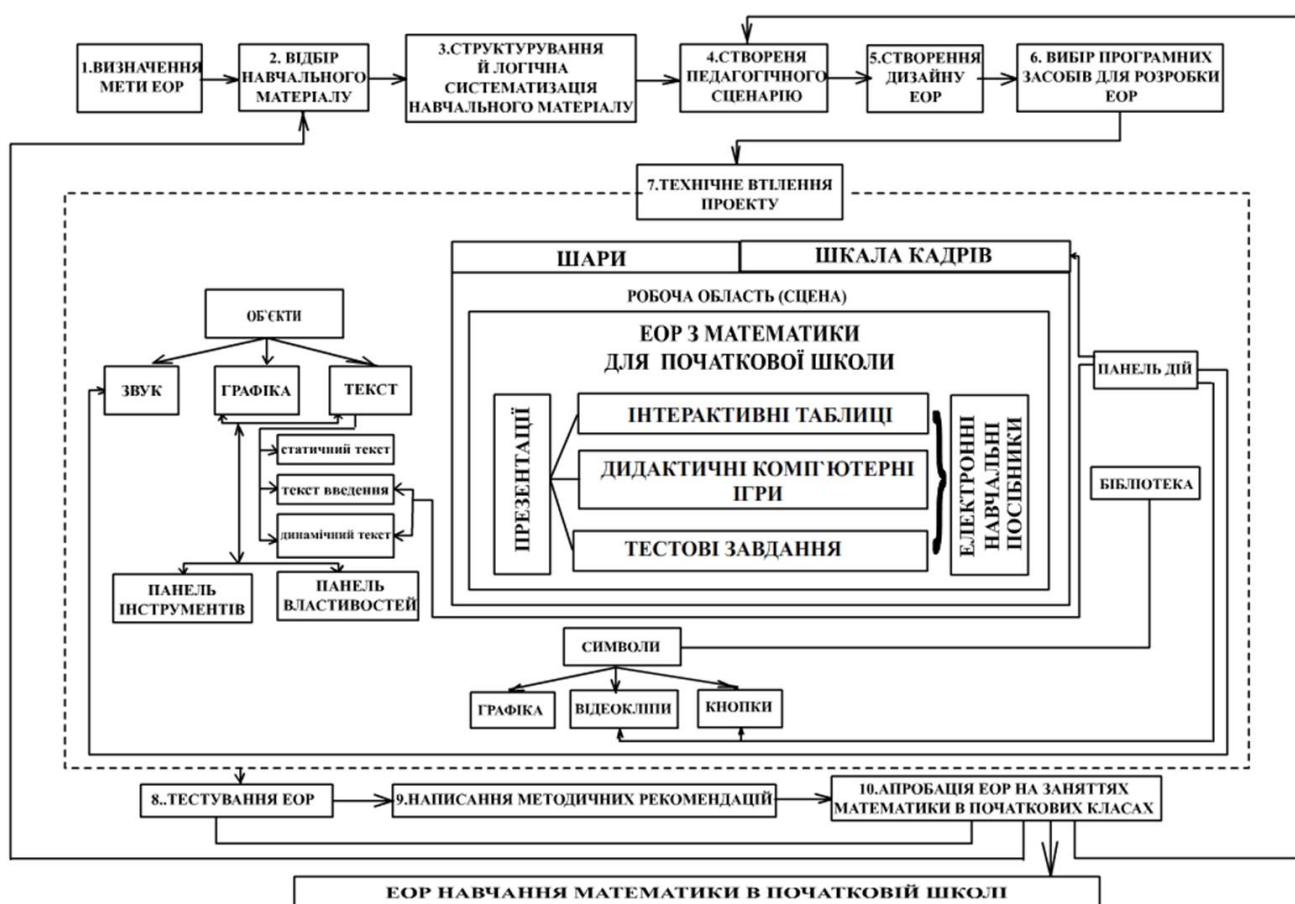 1.ВИЗНАЧЕННЯ
МЕТИ ЕОР
2. ВІДБІР
НАВЧАЛЬНОГО
МАТЕРІАЛУ
3.СТРУКТУРУВАННЯ
Й ЛОГІЧНА
СИСТЕМАТИЗАЦІЯ
НАВЧАЛЬНОГО МАТЕРІАЛУ
4.СТВОРЕНЯ
ПЕДАГОГІЧНОГО
СЦЕНАРІЮ
5.СТВОРЕННЯ
ДИЗАЙНУ
ЕОР
6. ВИБІР ПРОГРАМНИХ
ЗАСОБІВ ДЛЯ РОЗРОБКИ
ЕОР
7.ТЕХНІЧНЕ ВТІЛЕННЯ
ПРОЕКТУ
ШАРИ
ШКАЛА КАДРІВ
РОБОЧА ОБЛАСТЬ (СЦЕНА)
ЕОР З МАТЕМАТИКИ
ДЛЯ ПОЧАТКОВОЇ ШКОЛИ
ПРЕЗЕНТАЦІЇ
ІНТЕРАКТИВНІ ТАБЛИЦІ
ДИДАКТИЧНІ КОМП`ЮТЕРНІ
ІГРИ
ТЕСТОВІ ЗАВДАННЯ
ЕЛЕКТРОННІ
НАВЧАЛЬНІ
ПОСІБНИКИ
ОБ`ЄКТИ
ЗВУК
ГРАФІКА
ТЕКСТ
статичний текст
текст введення
динамічний текст
ПАНЕЛЬ
ІНСТРУМЕНТІВ
ПАНЕЛЬ
ВЛАСТИВОСТЕЙ
ПАНЕЛЬ ДІЙ
БІБЛІОТЕКА
СИМВОЛИ
ГРАФІКА
ВІДЕОКЛІПИ
КНОПКИ
8..ТЕСТУВАННЯ ЕОР
9.НАПИСАННЯ МЕТОДИЧНИХ РЕКОМЕНДАЦІЙ
10.АПРОБАЦІЯ ЕОР НА ЗАНЯТТЯХ
МАТЕМАТИКИ В ПОЧАТКОВИХ КЛАСАХ
ЕОР НАВЧАННЯ МАТЕМАТИКИ В ПОЧАТКОВІЙ ШКОЛІ